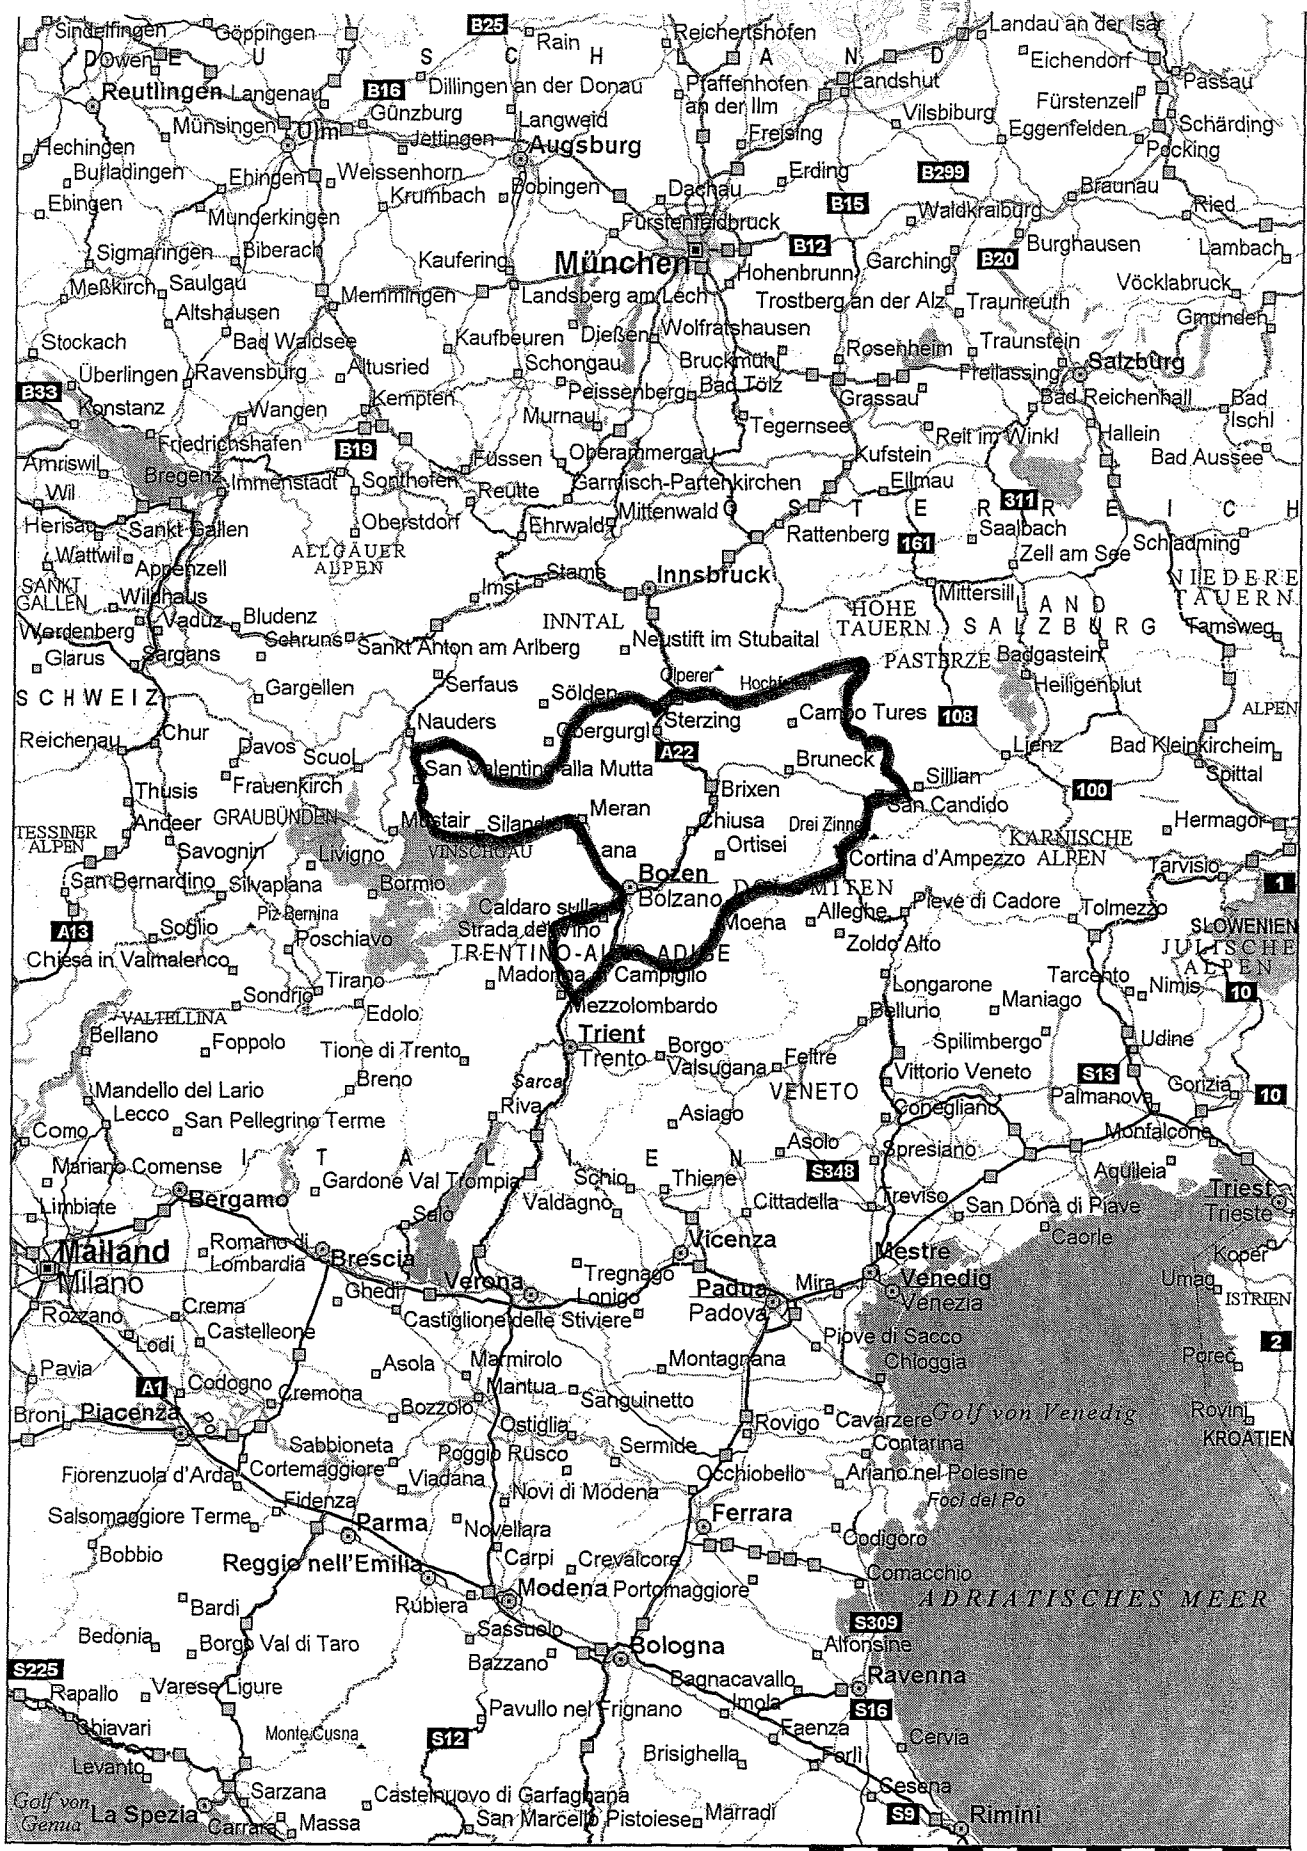 B25
Sindelfingen
Göppingen
Rain
Reichertshofen
Landau an der Isar
D E U T S C H L A N D
Owen
Eichendorf
Reutlingen
Langenau
B16
Dillingen an der Donau
Pfaffenhofen
an der Ilm
Landshut
Passau
Fürstenzell
Münsingen
Ulm
Günzburg
Langweid
Vilsbiburg
Schärding
Jettingen
Augsburg
Freising
Eggenfelden
Pocking
Hechingen
Burladingen
Ehingen
Weissenhorn
Krumbach
Bobingen
Dachau
Erding
B299
Braunau
Ebingen
Munderkingen
Fürstenfeldbruck
B15
Waldkraiburg
Ried
Sigmaringen
Biberach
Kaufering
München
B12
Garching
B20
Burghausen
Lambach
Meßkirch
Saulgau
Memmingen
Landsberg am Lech
Hohenbrunn
Trostberg an der Alz
Traunreuth
Vöcklabruck
Altshausen
Gmunden
Stockach
Bad Waldsee
Kaufbeuren
Dießen
Wolfratshausen
Rosenheim
Traunstein
Salzburg
Überlingen
Ravensburg
Altusried
Schongau
Bruckmühl
Freilassing
B33
Peissenberg
Bad Tölz
Grassau
Bad Reichenhall
Bad
Ischl
Konstanz
Wangen
Kempten
Murnau
Tegernsee
Reit im Winkl
Hallein
Friedrichshafen
B19
Bad Aussee
Amriswil
Bregenz
Immenstadt
Sonthofen
Füssen
Oberammergau
Kufstein
Wil
Reutte
Garmisch-Partenkirchen
Ellmau
311
Herisau
Sankt Gallen
Oberstdorf
Ehrwald
Mittenwald
Ö S T E R R E I C H
Rattenberg
Saalbach
161
Wattwil
Appenzell
ALLGÄUER
ALPEN
Zell am See
Schladming
SANKT
GALLEN
Wildhaus
Imst
Stams
Innsbruck
Mittersill
NIEDERE
TAUERN
Werdenberg
Vaduz
Bludenz
Schruns
Sankt Anton am Arlberg
INNTAL
Neustift im Stubaital
HOHE
TAUERN
LAND
SALZBURG
Tamsweg
Glarus
Sargans
Olperer
PASTERZE
Badgastein
SCHWEIZ
Gargellen
Serfaus
Sölden
Heiligenblut
ALPEN
Reichenau
Chur
Nauders
Obergurgl
Sterzing
Campo Tures
108
Davos
Scuol
A22
Bruneck
Lienz
Bad Kleinkircheim
Frauenkirch
San Valentino alla Mutta
Sillian
Spittal
Thusis
GRAUBÜNDEN
Meran
Brixen
San Candido
100
TESSINER
ALPEN
Andeer
Silandro
Chiusa
Drei Zinnen
Hermagor
Savognin
Livigno
VINSCHGAU
Lana
Ortisei
KARNISCHE
ALPEN
Cortina d'Ampezzo
Tarvisio
San Bernardino
Silvaplana
Bormio
Bozen
Bolzano
DOLOMITEN
1
A13
Piz Bernina
Caldaro sulla
Strada del Vino
Moena
Alleghe
Pieve di Cadore
Tolmezzo
SLOWENIEN
Soglio
Poschiavo
TRENTINO-ALTO ADIGE
Zoldo Alto
JULISCHE
ALPEN
Chiesa in Valmalenco
Tirano
Madonna di Campiglio
Longarone
Tarcento
Nimis
10
Sondrio
Edolo
Mezzolombardo
Belluno
Maniago
VALTELLINA
Bellano
Foppolo
Tione di Trento
Trient
Trento
Borgo
Valsugana
Feltre
Spilimbergo
Udine
Mandello del Lario
Breno
Sarca
VENETO
Vittorio Veneto
S13
Gorizia
10
Lecco
San Pellegrino Terme
Riva
Asiago
Conegliano
Palmanova
Como
Asolo
Spresiano
Monfalcone
Mariano Comense
I T A L I E N
S348
Aquileia
Limbiate
Bergamo
Gardone Val Trompia
Schio
Thiene
Valdagno
Cittadella
Treviso
San Dona di Piave
Triest
Trieste
Mailand
Milano
Romano di
Lombardia
Brescia
Salò
Vicenza
Mestre
Caorle
Koper
Verona
Tregnago
Padua
Padova
Mira
Venedig
Venezia
Umag
ISTRIEN
Rozzano
Crema
Ghedi
Lonigo
Castiglione delle Stiviere
Lodi
Castelleone
Piove di Sacco
Chioggia
2
Pavia
Asola
Marmirolo
Montagnana
Poreč
A1
Codogno
Cremona
Mantua
Sanguinetto
Broni
Piacenza
Po
Bozzolo
Ostiglia
Rovigo
Cavarzere
Golf von Venedig
Rovinj
KROATIEN
Sabbioneta
Poggio Rusco
Sermide
Contarina
Fiorenzuola d'Arda
Cortemaggiore
Viadana
Occhiobello
Ariano nel Polesine
Fidenza
Novi di Modena
Foci del Po
Salsomaggiore Terme
Parma
Novellara
Ferrara
Codigoro
Bobbio
Reggio nell'Emilia
Carpi
Crevalcore
Comacchio
Bardi
Rubiera
Modena
Portomaggiore
ADRIATISCHES MEER
S309
Bedonia
Borgo Val di Taro
Sassuolo
Bologna
Alfonsine
S225
Bazzano
Bagnacavallo
Ravenna
Rapallo
Varese Ligure
Pavullo nel Frignano
Imola
S16
Chiavari
Monte Cusna
S12
Faenza
Cervia
Levanto
Brisighella
Forlì
Sarzana
Castelnuovo di Garfagnana
Cesena
Golf von
Genua
La Spezia
Carrara
Massa
San Marcello Pistoiese
Marradi
S9
Rimini